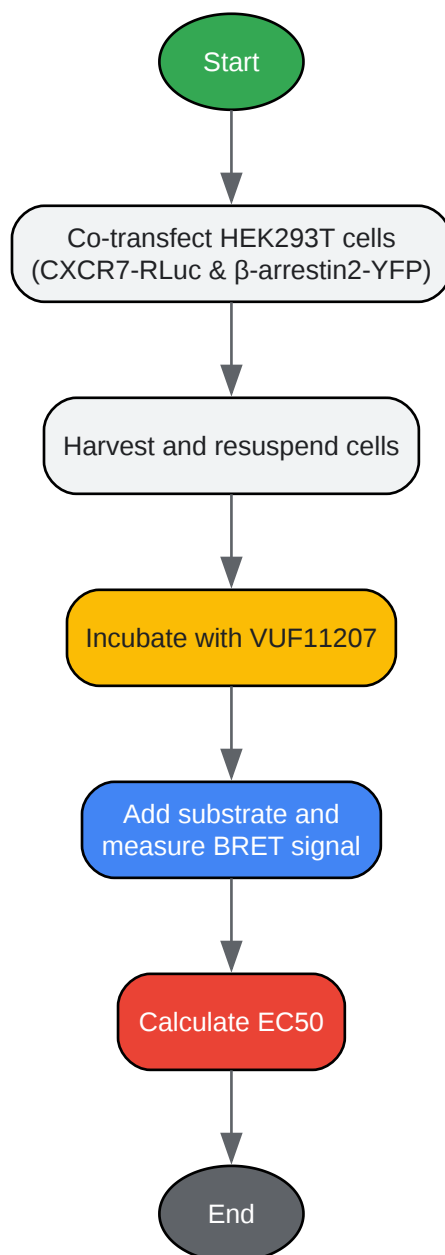 Start
Co-transfect HEK293T cells
(CXCR7-RLuc & β-arrestin2-YFP)
Harvest and resuspend cells
Incubate with VUF11207
Add substrate and
measure BRET signal
Calculate EC50
End